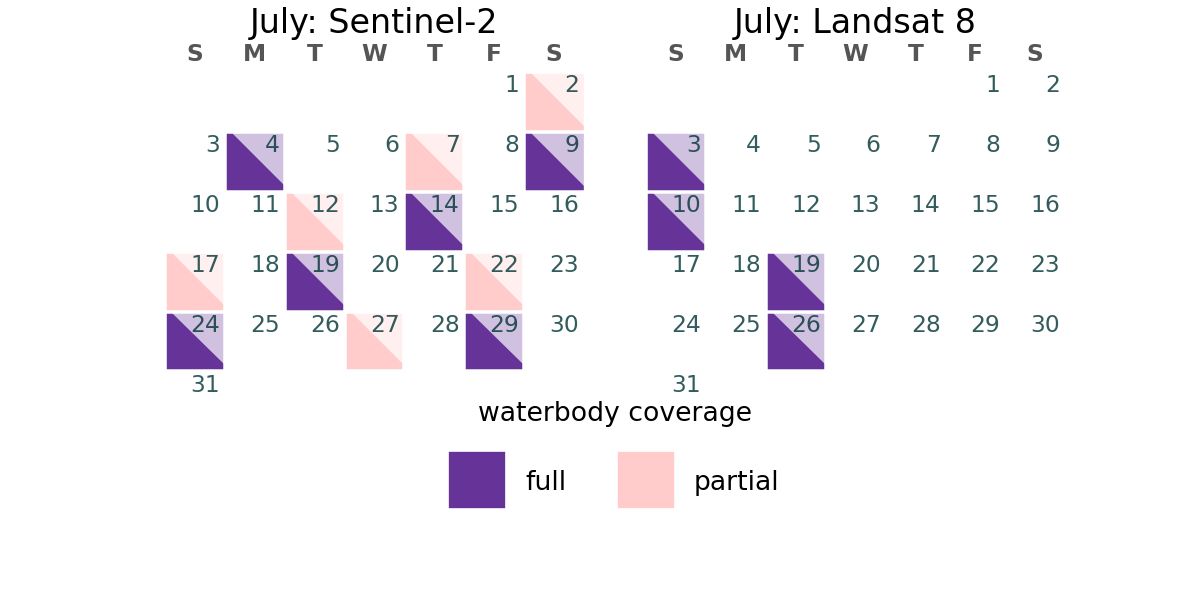 July: Sentinel-2
S M T W T F S
1 2
3 4 5 6 7 8 9
10 11 12 13 14 15 16
17 18 19 20 21 22 23
24 25 26 27 28 29 30
31
July: Landsat 8
S M T W T F S
1 2
3 4 5 6 7 8 9
10 11 12 13 14 15 16
17 18 19 20 21 22 23
24 25 26 27 28 29 30
31
waterbody coverage
full partial